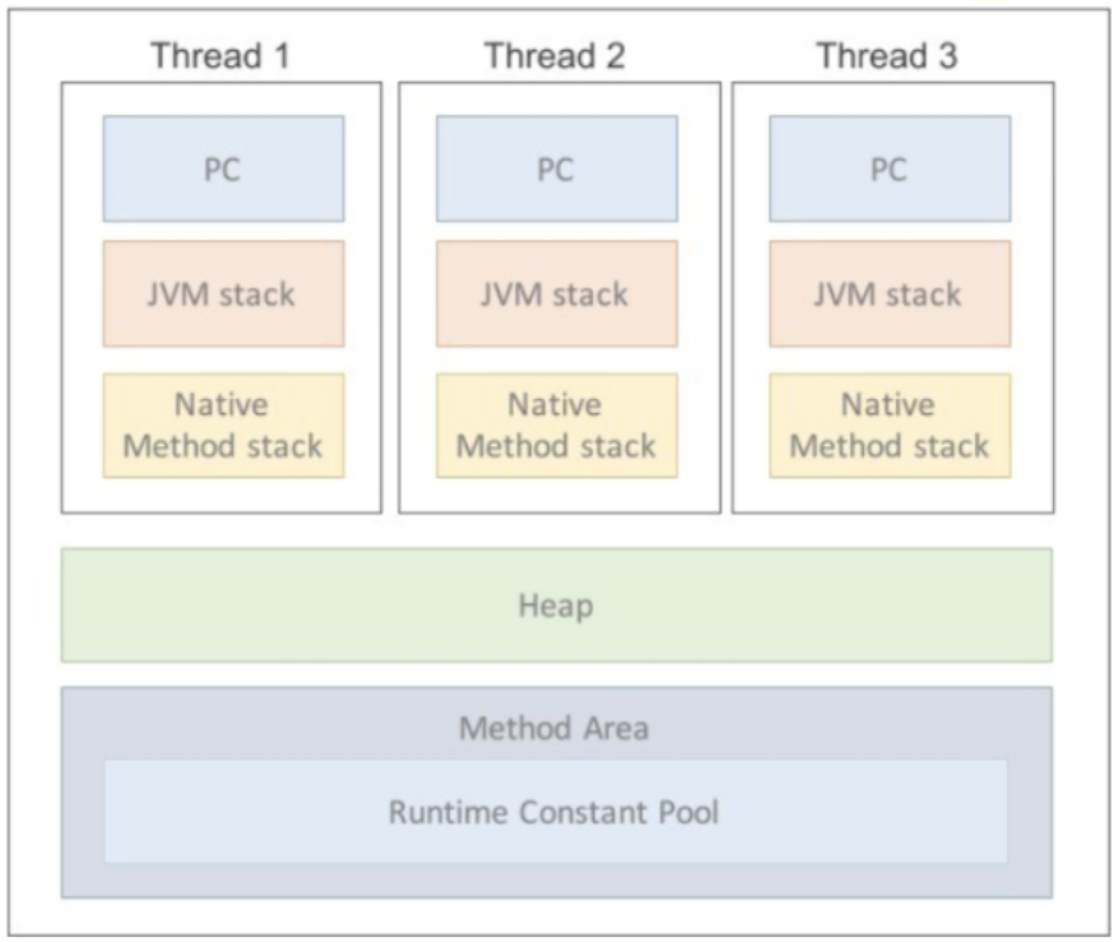 Thread 1
Thread 2
Thread 3
PC
PC
PC
JVM stack
JVM stack
JVM stack
Native
Method stack
Native
Method stack
Native
Method stack
Heap
Method Area
Runtime Constant Pool